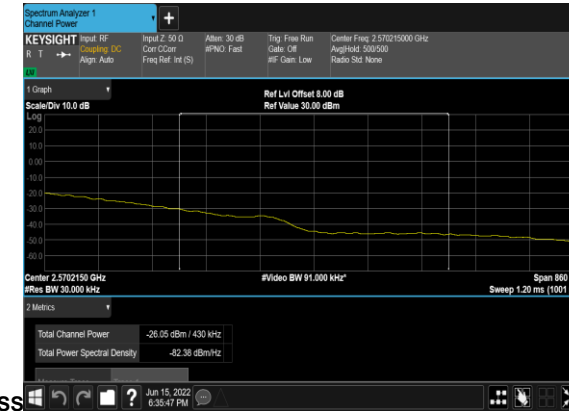 Spectrum Analyzer 1
Channel Power
KEYSIGHT
R T
Input: RF
Coupling: DC
Align: Auto
Input Z: 50 Ω
Corr CCorr
Freq Ref: Int (S)
Atten: 30 dB
#PNO: Fast
Trig: Free Run
Gate: Off
#IF Gain: Low
Center Freq: 2.570215000 GHz
Avg|Hold: 500/500
Radio Std: None
1 Graph
Scale/Div 10.0 dB
Ref Lvl Offset 8.00 dB
Ref Value 30.00 dBm
Log
20.0
10.0
0.00
-10.0
-20.0
-30.0
-40.0
-50.0
-60.0
Center 2.5702150 GHz
#Res BW 30.000 kHz
#Video BW 91.000 kHz*
Span 860
Sweep 1.20 ms (1001
2 Metrics
Total Channel Power -26.05 dBm / 430 kHz
Total Power Spectral Density -82.38 dBm/Hz
ss
?
Jun 15, 2022
6:35:47 PM